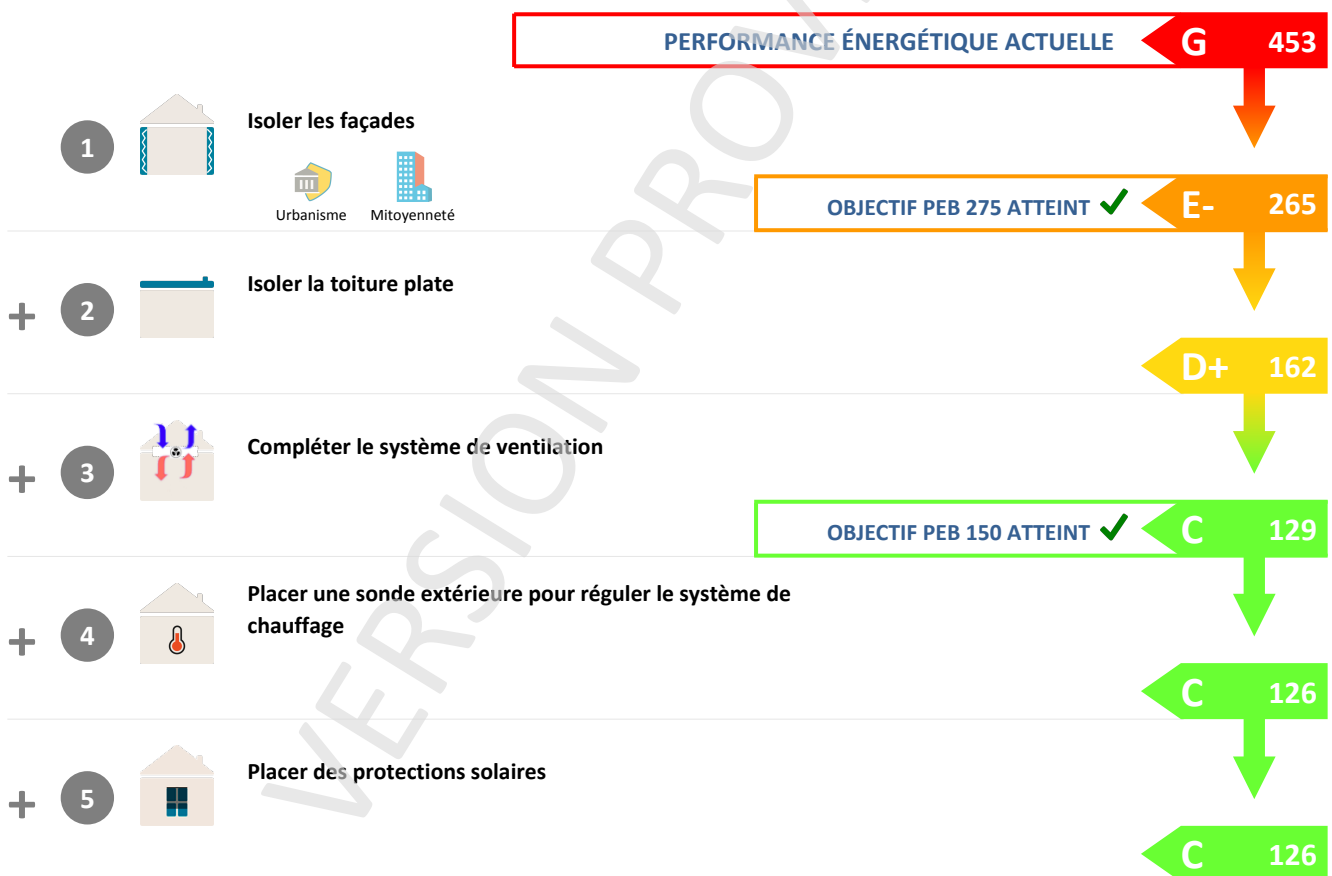 PERFORMANCE ÉNERGÉTIQUE ACTUELLE G 453
1 Isoler les façades
Urbanisme Mitoyenneté
OBJECTIF PEB 275 ATTEINT ✓ E- 265
+ 2 Isoler la toiture plate
D+ 162
+ 3 Compléter le système de ventilation
OBJECTIF PEB 150 ATTEINT ✓ C 129
+ 4 Placer une sonde extérieure pour réguler le système de
chauffage
C 126
+ 5 Placer des protections solaires
C 126
VERSION PROV